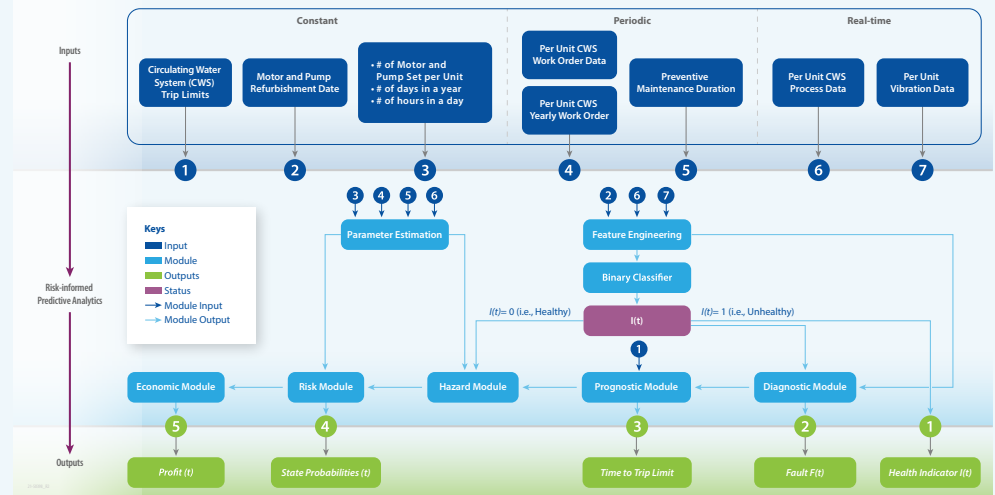 Constant
Periodic
Real-time
Inputs
Circulating Water
System (CWS)
Trip Limits
Motor and Pump
Refurbishment Date
• # of Motor and
Pump Set per Unit
• # of days in a year
• # of hours in a day
Per Unit CWS
Work Order Data
Per Unit CWS
Yearly Work Order
Preventive
Maintenance Duration
Per Unit CWS
Process Data
Per Unit
Vibration Data
1
2
3
4
5
6
7
3
4
5
6
2
6
7
Parameter Estimation
Feature Engineering
Keys
Input
Module
Outputs
Status
Module Input
Module Output
Binary Classifier
Risk-informed
Predictive Analytics
I(t)= 0 (i.e., Healthy)
I(t)
I(t)= 1 (i.e., Unhealthy)
1
Economic Module
Risk Module
Hazard Module
Prognostic Module
Diagnostic Module
5
4
3
2
1
Outputs
Profit (t)
State Probabilities (t)
Time to Trip Limit
Fault F(t)
Health Indicator I(t)